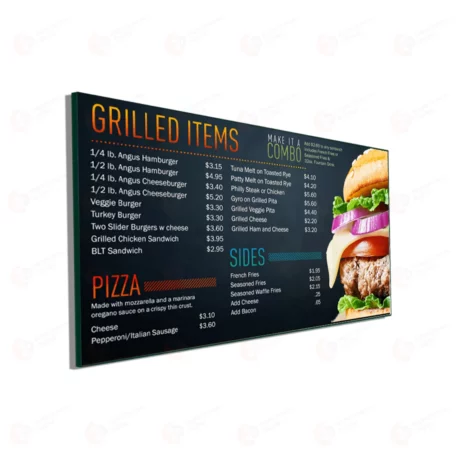 GRILLED ITEMS
1/4 lb. Angus Hamburger $3.15
1/2 lb. Angus Hamburger $4.95
1/4 lb. Angus Cheeseburger $3.40
1/2 lb. Angus Cheeseburger $5.20
Veggie Burger $3.30
Turkey Burger $3.30
Two Slider Burgers w cheese $3.60
Grilled Chicken Sandwich $3.95
BLT Sandwich $2.95
PIZZA
Made with mozzarella and a marinara
oregano sauce on a crispy thin crust.
Cheese $3.10
Pepperoni/Italian Sausage $3.60
MAKE IT A
COMBO
Tuna Melt on Toasted Rye $4.10
Patty Melt on Toasted Rye $4.20
Philly Steak or Chicken $5.60
Gyro on Grilled Pita $5.60
Grilled Veggie Pita $4.40
Grilled Cheese $2.20
Grilled Ham and Cheese $3.20
SIDES
French Fries $1.95
Seasoned Fries $2.05
Seasoned Waffle Fries $2.15
Add Cheese .25
Add Bacon .65